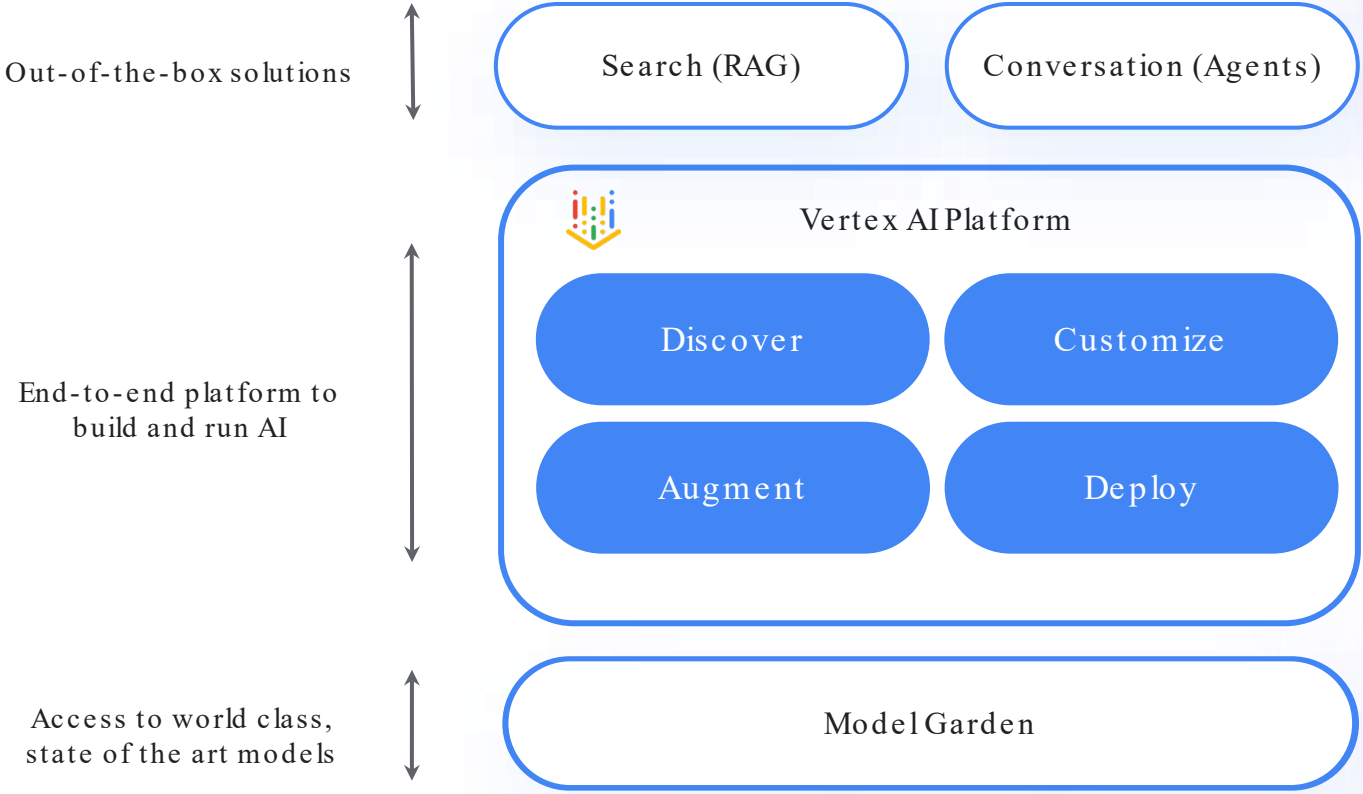 Out-of-the-box solutions
Search (RAG)
Conversation (Agents)
Vertex AI Platform
Discover
Customize
End-to-end platform to
build and run AI
Augment
Deploy
Access to world class,
state of the art models
Model Garden